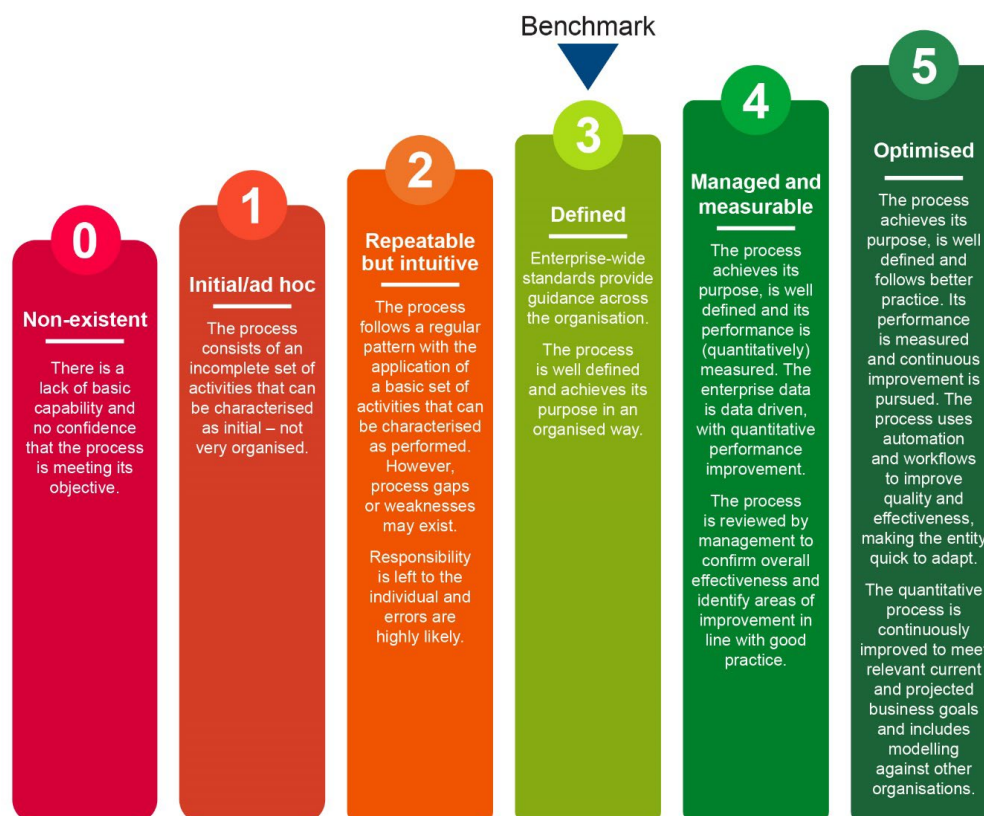 Benchmark
0
Non-existent
There is a
lack of basic
capability and
no confidence
that the process
is meeting its
objective.
1
Initial/ad hoc
The process
consists of an
incomplete set of
activities that can
be characterised
as initial – not
very organised.
2
Repeatable
but intuitive
The process
follows a regular
pattern with the
application of
a basic set of
activities that can
be characterised
as performed.
However,
process gaps
or weaknesses
may exist.
Responsibility
is left to the
individual and
errors are
highly likely.
3
Defined
Enterprise-wide
standards provide
guidance across
the organisation.
The process
is well defined
and achieves its
purpose in an
organised way.
4
Managed and
measurable
The process
achieves its
purpose, is well
defined and its
performance is
(quantitatively)
measured. The
enterprise data
is data driven,
with quantitative
performance
improvement.
The process
is reviewed by
management to
confirm overall
effectiveness and
identify areas of
improvement in
line with good
practice.
5
Optimised
The process
achieves its
purpose, is well
defined and
follows better
practice. Its
performance
is measured
and continuous
improvement is
pursued. The
process uses
automation
and workflows
to improve
quality and
effectiveness,
making the entity
quick to adapt.
The quantitative
process is
continuously
improved to meet
relevant current
and projected
business goals
and includes
modelling
against other
organisations.